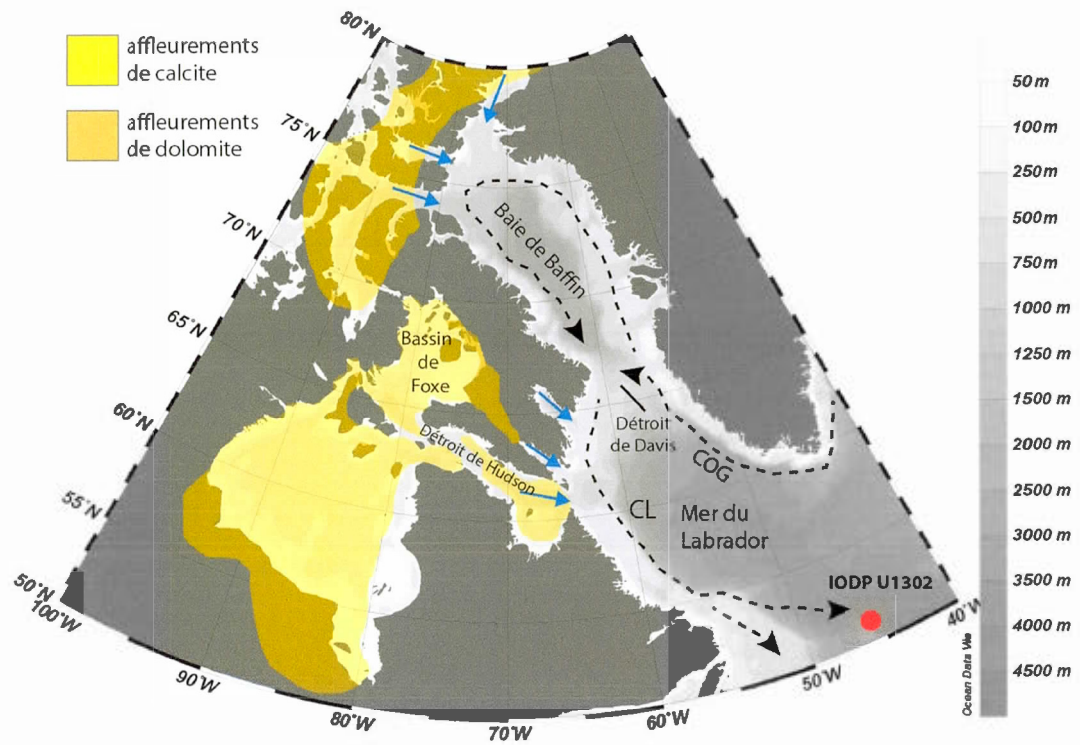 affleurements
de calcite
affleurements
de dolomite
80°N
75°N
70°N
65°N
60°N
55°N
50°N
100°W
90°W
80°W
70°W
60°W
50°W
40°W
Baie de Baffin
Bassin
de
Foxe
Détroit
de Davis
Détroit de Hudson
COG
CL
Mer du
Labrador
IODP U1302
50 m
100 m
250 m
500 m
750 m
1000 m
1250 m
1500 m
2000 m
2500 m
3000 m
3500 m
4000 m
4500 m
Ocean Data